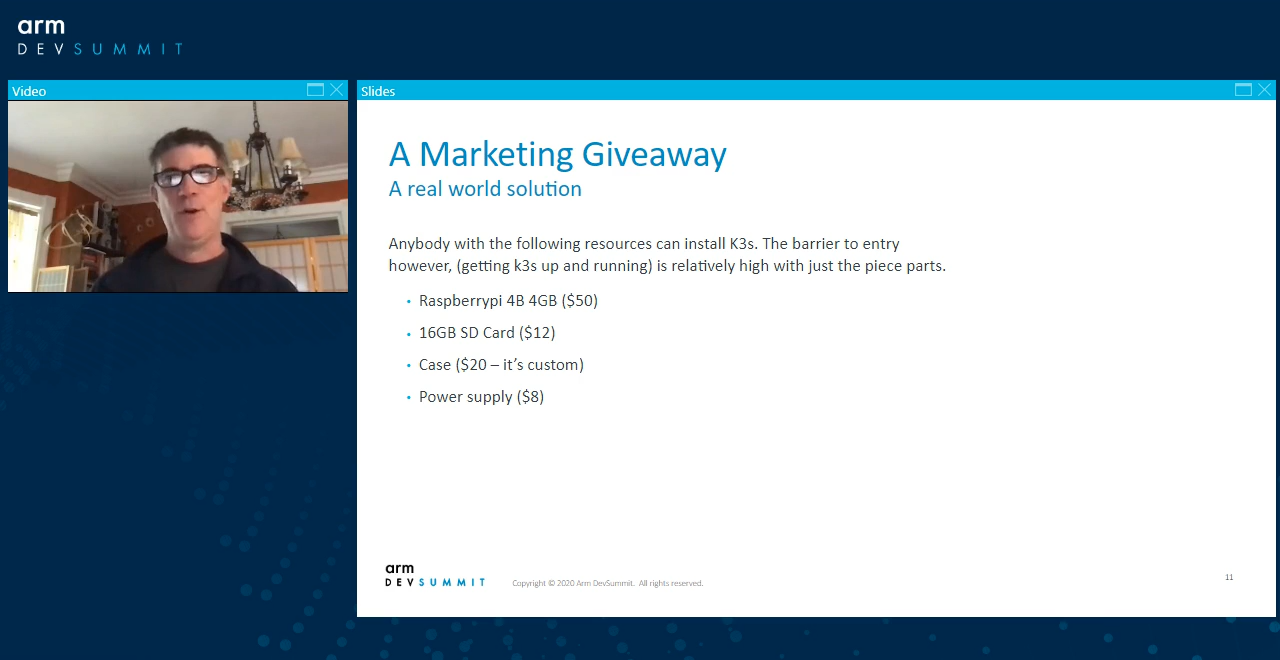 arm
DEVSUMMIT
Video
Slides
A Marketing Giveaway
A real world solution
Anybody with the following resources can install K3s. The barrier to entry
however, (getting k3s up and running) is relatively high with just the piece parts.
• Raspberrypi 4B 4GB ($50)
• 16GB SD Card ($12)
• Case ($20 – it’s custom)
• Power supply ($8)
arm
DEVSUMMIT
Copyright © 2020 Arm DevSummit. All rights reserved.
11